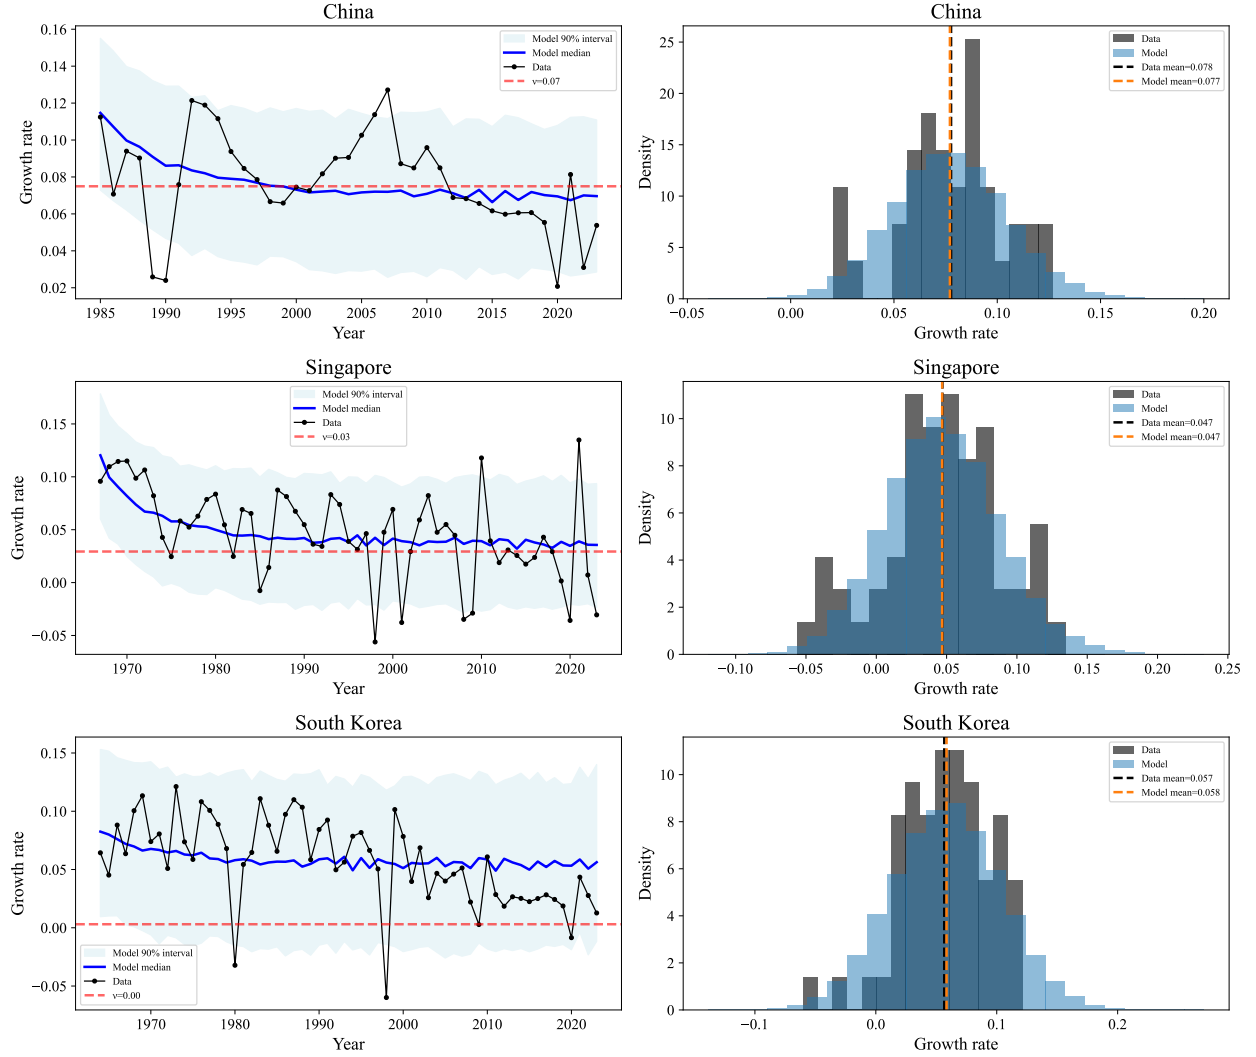 China
Growth rate
0.16
0.14
0.12
0.10
0.08
0.06
0.04
0.02
Model 90% interval
Model median
Data
ν=0.07
1985 1990 1995 2000 2005 2010 2015 2020
Year
China
Density
25
20
15
10
5
0
Data
Model
Data mean=0.078
Model mean=0.077
−0.05 0.00 0.05 0.10 0.15 0.20
Growth rate
Singapore
Growth rate
0.15
0.10
0.05
0.00
−0.05
Model 90% interval
Model median
Data
ν=0.03
1970 1980 1990 2000 2010 2020
Year
Singapore
Density
10
8
6
4
2
0
Data
Model
Data mean=0.047
Model mean=0.047
−0.10 −0.05 0.00 0.05 0.10 0.15 0.20 0.25
Growth rate
South Korea
Growth rate
0.15
0.10
0.05
0.00
−0.05
Model 90% interval
Model median
Data
ν=0.00
1970 1980 1990 2000 2010 2020
Year
South Korea
Density
10
8
6
4
2
0
Data
Model
Data mean=0.057
Model mean=0.058
−0.1 0.0 0.1 0.2
Growth rate